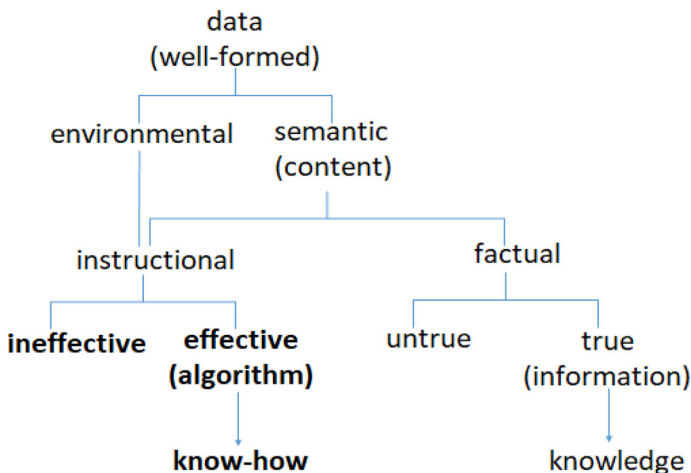 data
(well-formed)
environmental
semantic
(content)
instructional
factual
ineffective
effective
(algorithm)
untrue
true
(information)
know-how
knowledge